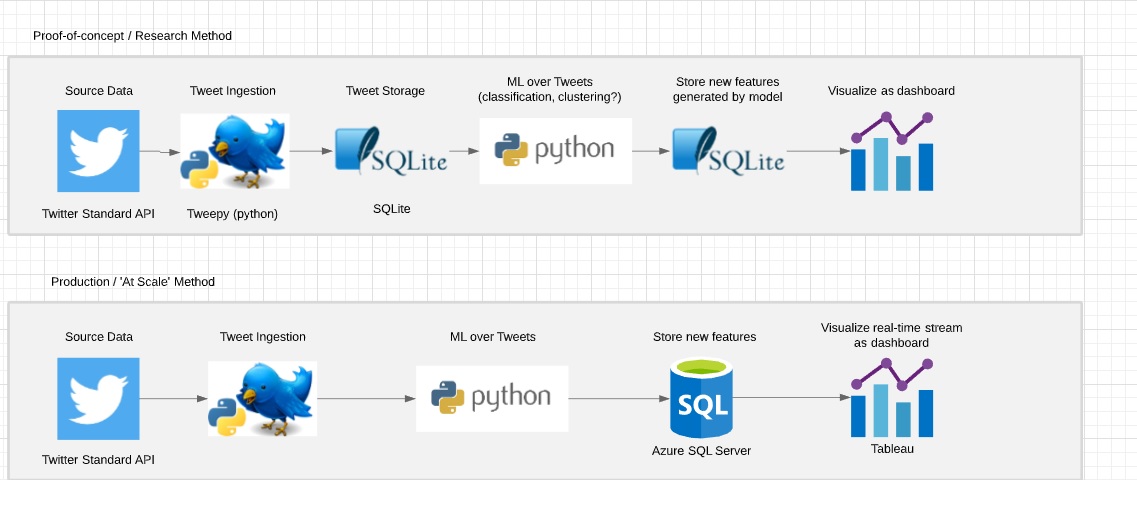 Proof-of-concept / Research Method
Source Data
Tweet Ingestion
Tweet Storage
ML over Tweets
(classification, clustering?)
Store new features
generated by model
Visualize as dashboard
SQLite
python
SQLite
Twitter Standard API
Tweepy (python)
SQLite
Production / 'At Scale' Method
Source Data
Tweet Ingestion
ML over Tweets
Store new features
Visualize real-time stream
as dashboard
python
SQL
Twitter Standard API
Azure SQL Server
Tableau